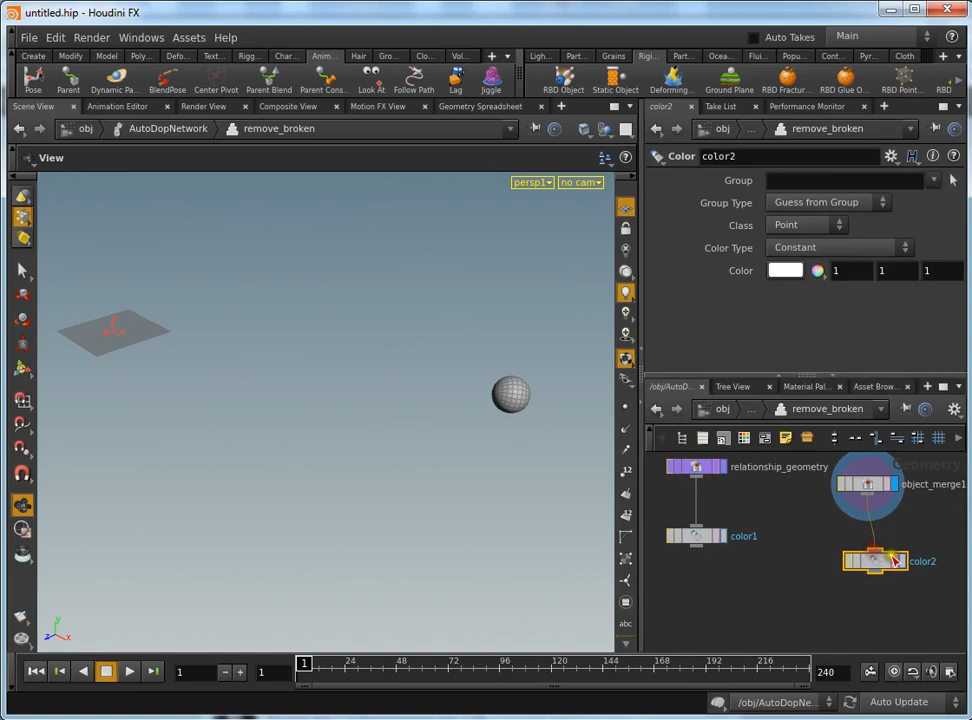 untitled.hip - Houdini FX
File Edit Render Windows Assets Help Auto Takes Main
Create Modify Model Poly... Defo... Text... Rigg... Char... Anim... Hair Gro... Clo... Vol...
Ligh... Part... Grains Rigi... Part... Ocea... Fluid... Cont... Pyr... Cloth
Pose Parent Dynamic Pa... BlendPose Center Pivot Parent Blend Parent Cons... Look At Follow Path Lag Jiggle
RBD Object Static Object Deforming... Ground Plane RBD Fractur... RBD Glue O... RBD Point... RBD
Scene View Animation Editor Render View Composite View Motion FX View Geometry Spreadsheet
color2 Take List Performance Monitor
obj AutoDopNetwork remove_broken
obj ... remove_broken
View
Color color2
persp1 no cam
Group
Group Type Guess from Group
Class Point
Color Type Constant
Color 1 1 1
/obj/AutoD... Tree View Material Pal... Asset Brow...
obj ... remove_broken
Geometry
relationship_geometry
object_merge1
color1
color2
12
12
abc
y
z x
1 24 48 72 96 120 144 168 192 216
1 1 240
/obj/AutoDopNe... Auto Update